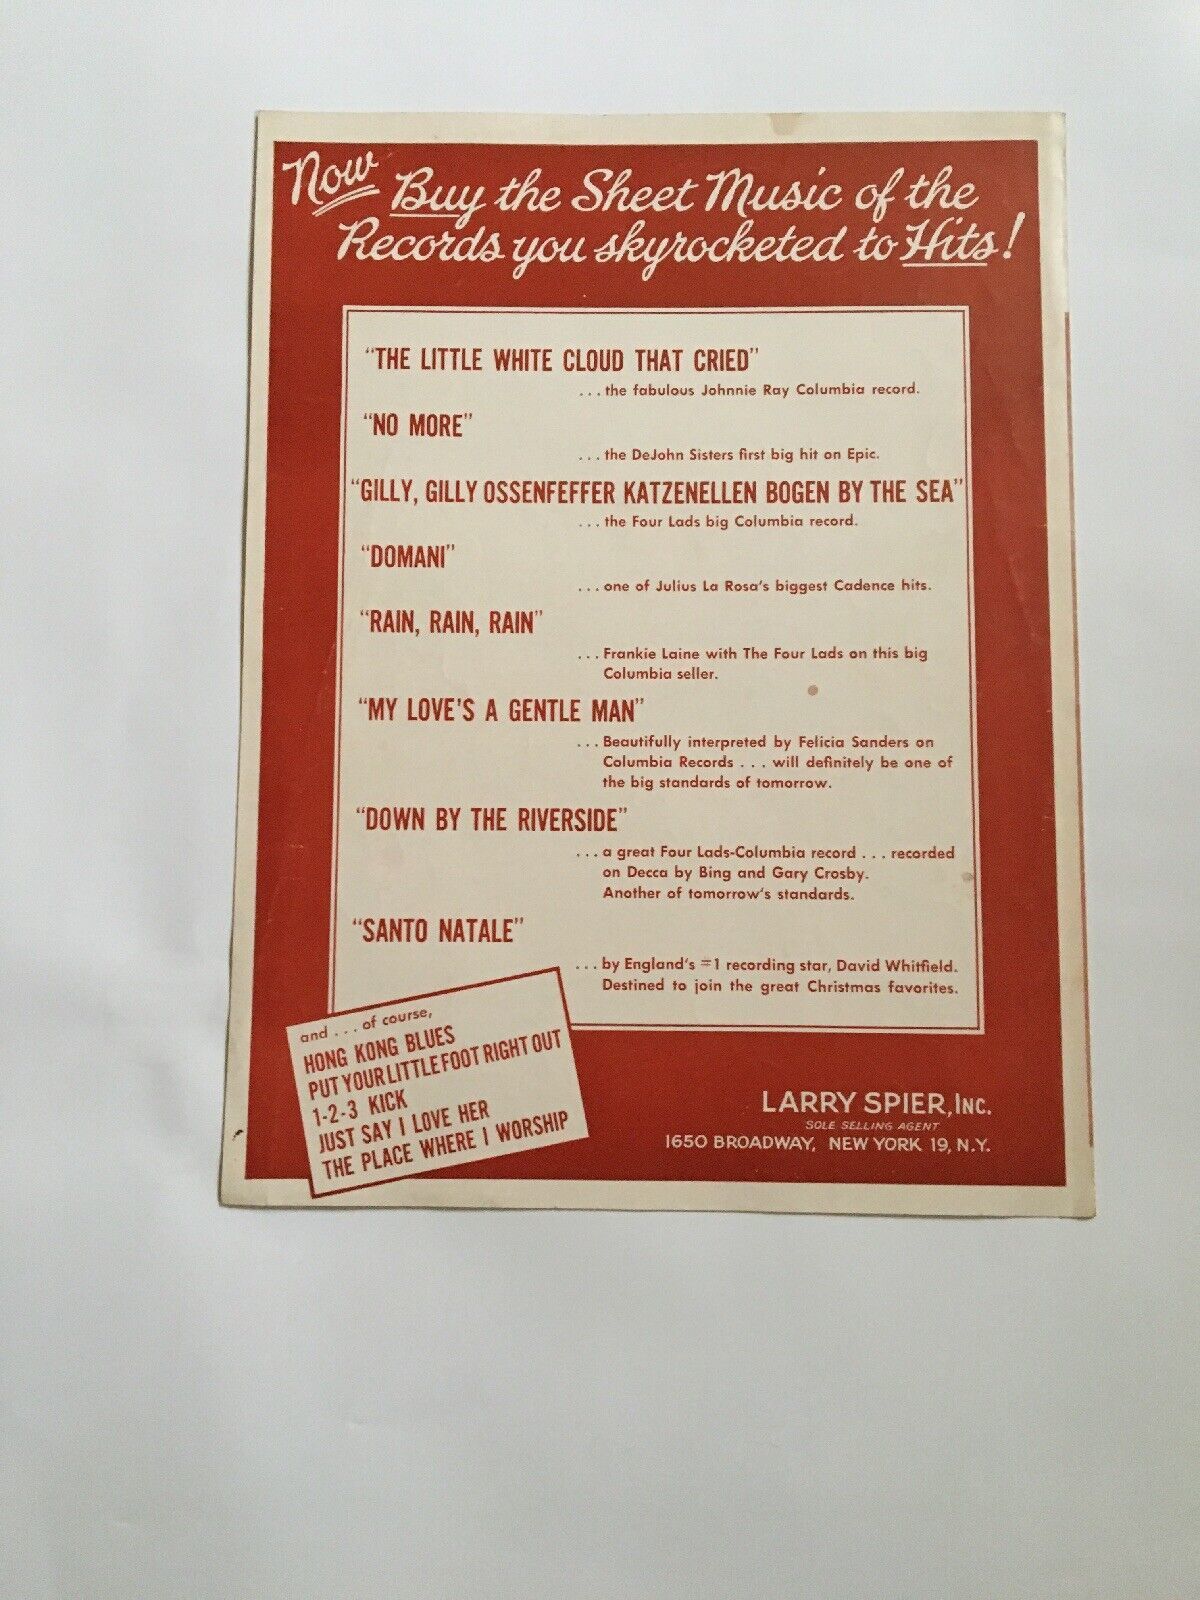 Now Buy the Sheet Music of the
Records you skyrocketed to Hits!
"THE LITTLE WHITE CLOUD THAT CRIED"
...the fabulous Johnnie Ray Columbia record.
"NO MORE"
...the DeJohn Sisters first big hit on Epic.
"GILLY, GILLY OSSENFEFFER KATZENELLEN BOGEN BY THE SEA"
...the Four Lads big Columbia record.
"DOMANI"
...one of Julius La Rosa's biggest Cadence hits.
"RAIN, RAIN, RAIN"
...Frankie Laine with The Four Lads on this big
Columbia seller.
"MY LOVE'S A GENTLE MAN"
...Beautifully interpreted by Felicia Sanders on
Columbia Records ... will definitely be one of
the big standards of tomorrow.
"DOWN BY THE RIVERSIDE"
...a great Four Lads-Columbia record ... recorded
on Decca by Bing and Gary Crosby.
Another of tomorrow's standards.
"SANTO NATALE"
...by England's #1 recording star, David Whitfield.
Destined to join the great Christmas favorites.
and ... of course,
HONG KONG BLUES
PUT YOUR LITTLE FOOT RIGHT OUT
1-2-3 KICK
JUST SAY I LOVE HER
THE PLACE WHERE I WORSHIP
LARRY SPIER, INC.
SOLE SELLING AGENT
1650 BROADWAY, NEW YORK 19, N.Y.